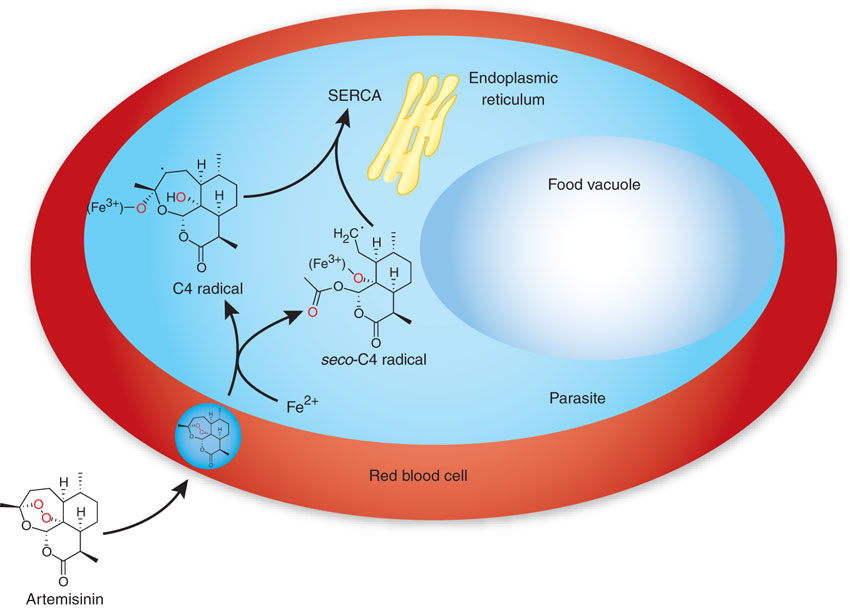 Endoplasmic
reticulum
SERCA
Food vacuole
H
H
HO
(Fe³⁺)
O
O
O
O
C4 radical
H₂C·
H
H
(Fe³⁺)
O
O
O
O
O
seco-C4 radical
Fe²⁺
Parasite
Red blood cell
H
H
O
O
O
O
O
H
H
O
O
O
O
O
Artemisinin